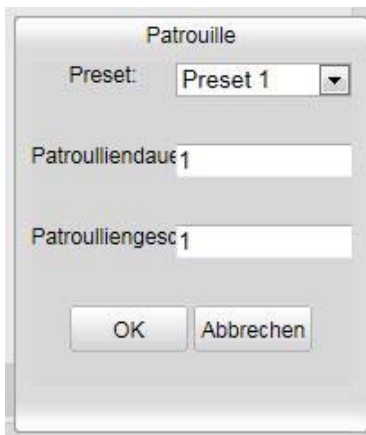 Patrouille
Preset: Preset 1
Patroulliendaue 1
Patroulliengesc 1
OK Abbrechen